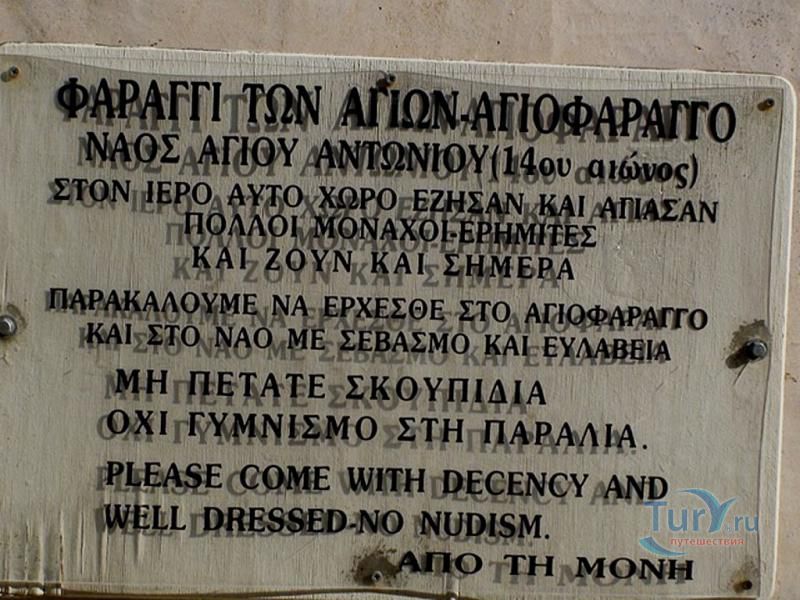 ΦΑΡΑΓΓΙ ΤΩΝ ΑΓΙΩΝ-ΑΓΙΟΦΑΡΑΓΓΟ
ΝΑΟΣ ΑΓΙΟΥ ΑΝΤΩΝΙΟΥ(14ου αιώνος)
ΣΤΟΝ ΙΕΡΟ ΑΥΤΟ ΧΩΡΟ ΕΖΗΣΑΝ ΚΑΙ ΑΓΙΑΣΑΝ
ΠΟΛΛΟΙ ΜΟΝΑΧΟΙ-ΕΡΗΜΙΤΕΣ
ΚΑΙ ΖΟΥΝ ΚΑΙ ΣΗΜΕΡΑ
ΠΑΡΑΚΑΛΟΥΜΕ ΝΑ ΕΡΧΕΣΘΕ ΣΤΟ ΑΓΙΟΦΑΡΑΓΓΟ
ΚΑΙ ΣΤΟ ΝΑΟ ΜΕ ΣΕΒΑΣΜΟ ΚΑΙ ΕΥΛΑΒΕΙΑ
ΜΗ ΠΕΤΑΤΕ ΣΚΟΥΠΙΔΙΑ
ΟΧΙ ΓΥΜΝΙΣΜΟ ΣΤΗ ΠΑΡΑΛΙΑ.
PLEASE COME WITH DECENCY AND
WELL DRESSED-NO NUDISM.
ΑΠΟ ΤΗ ΜΟΝΗ
Tury.ru
путешествия